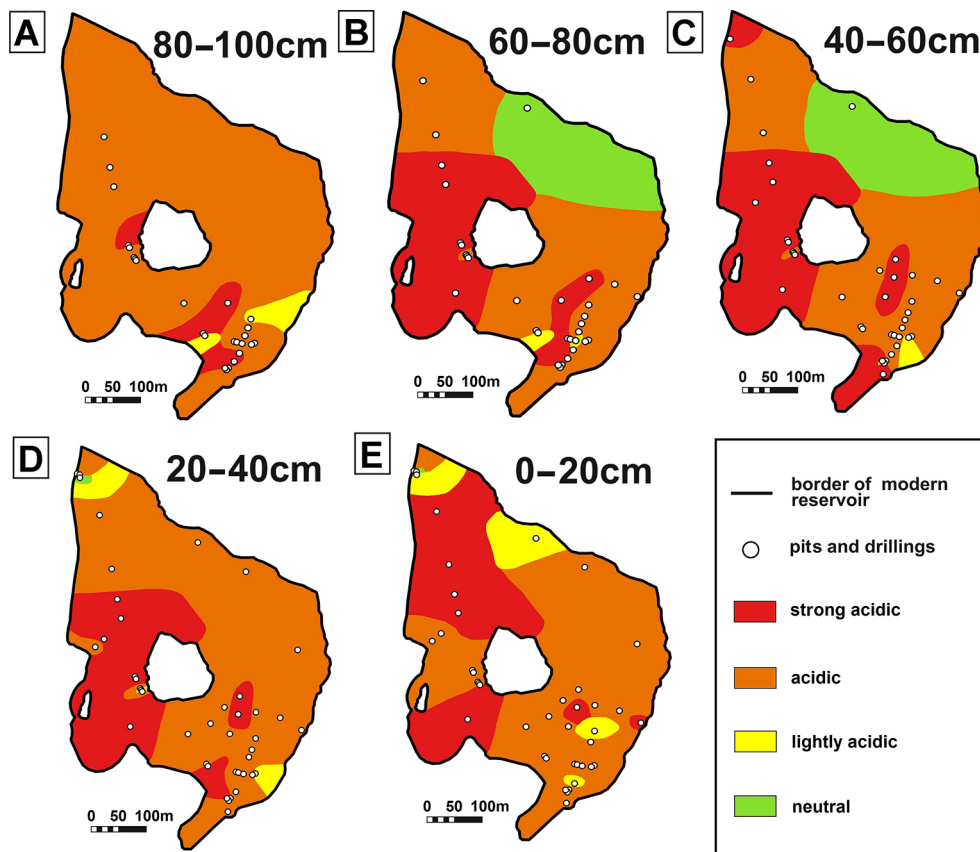 A
80–100cm
0 50 100m
B
60–80cm
0 50 100m
C
40–60cm
0 50 100m
D
20–40cm
0 50 100m
E
0–20cm
0 50 100m
border of modern
reservoir
pits and drillings
strong acidic
acidic
lightly acidic
neutral